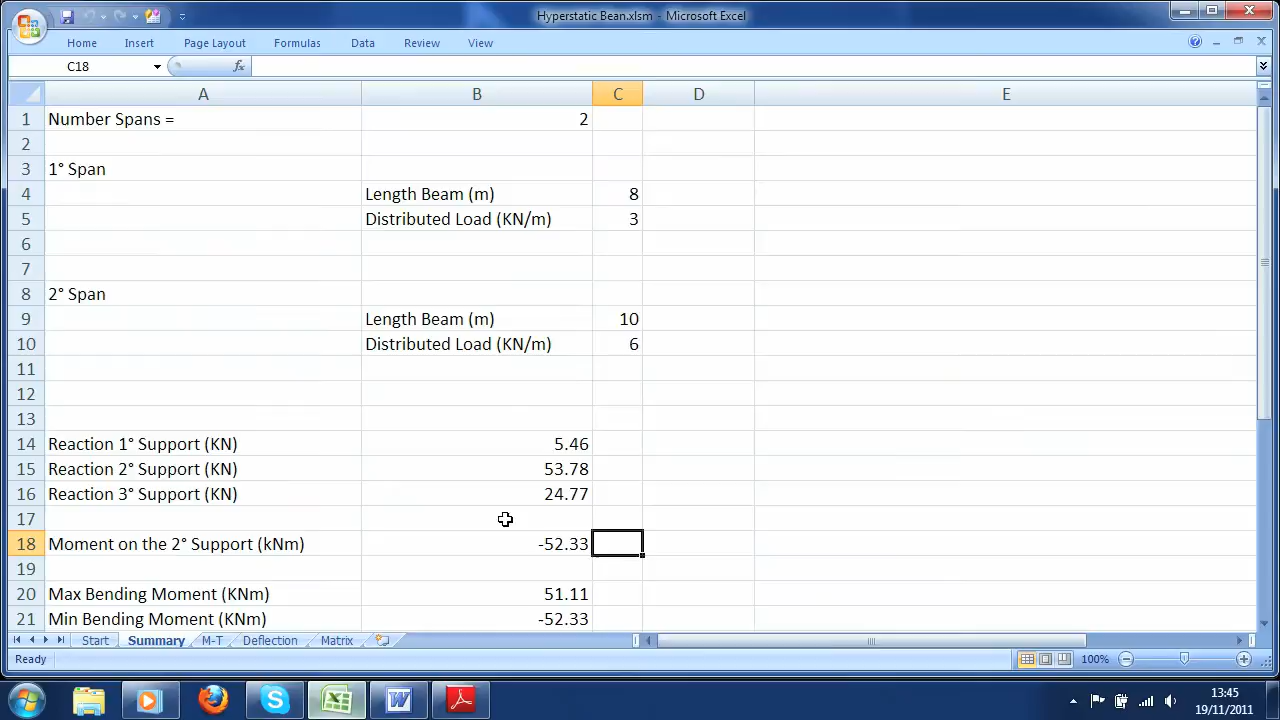 Hyperstatic Bean.xlsm - Microsoft Excel
Home Insert Page Layout Formulas Data Review View
C18 fx
A B C D E
1 Number Spans = 2
2
3 1° Span
4 Length Beam (m) 8
5 Distributed Load (KN/m) 3
6
7
8 2° Span
9 Length Beam (m) 10
10 Distributed Load (KN/m) 6
11
12
13
14 Reaction 1° Support (KN) 5.46
15 Reaction 2° Support (KN) 53.78
16 Reaction 3° Support (KN) 24.77
17
18 Moment on the 2° Support (kNm) -52.33
19
20 Max Bending Moment (KNm) 51.11
21 Min Bending Moment (KNm) -52.33
Start Summary M-T Deflection Matrix
Ready 100%
13:45
19/11/2011